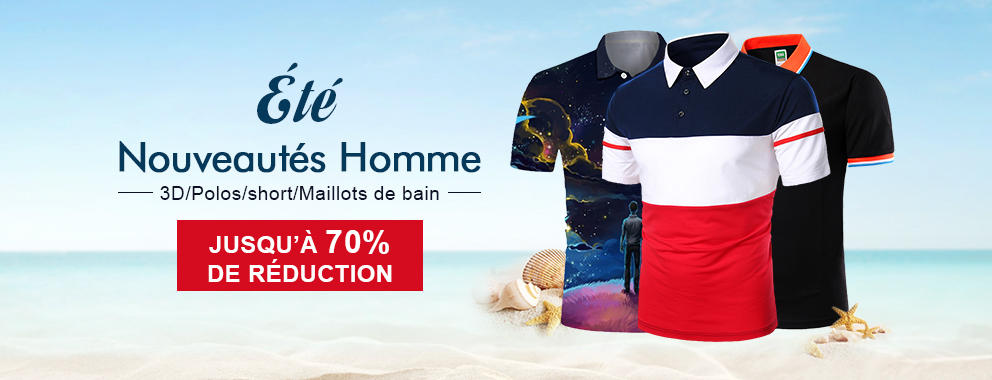 Été
Nouveautés Homme
3D/Polos/short/Maillots de bain
JUSQU'À 70%
DE RÉDUCTION